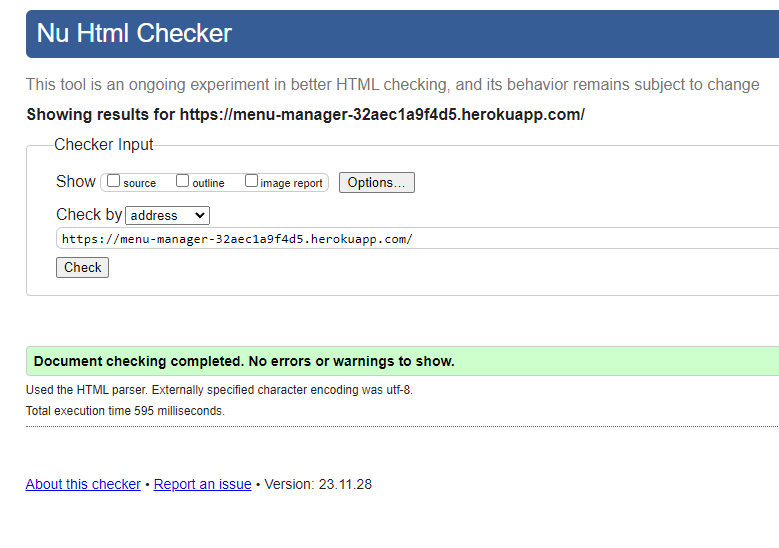 Nu Html Checker
This tool is an ongoing experiment in better HTML checking, and its behavior remains subject to change
Showing results for https://menu-manager-32aec1a9f4d5.herokuapp.com/
Checker Input
Show source outline image report Options...
Check by address
https://menu-manager-32aec1a9f4d5.herokuapp.com/
Check
Document checking completed. No errors or warnings to show.
Used the HTML parser. Externally specified character encoding was utf-8.
Total execution time 595 milliseconds.
About this checker • Report an issue • Version: 23.11.28